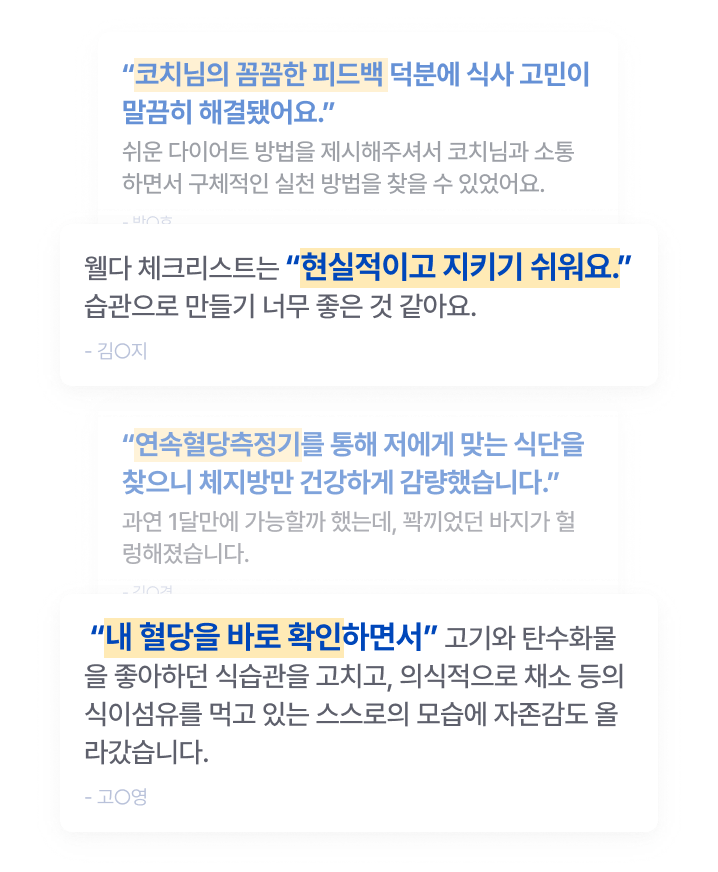 “코치님의 꼼꼼한 피드백 덕분에 식사 고민이
말끔히 해결됐어요.”
쉬운 다이어트 방법을 제시해주셔서 코치님과 소통
하면서 구체적인 실천 방법을 찾을 수 있었어요.
웰다 체크리스트는 “현실적이고 지키기 쉬워요.”
습관으로 만들기 너무 좋은 것 같아요.
- 김○지
“연속혈당측정기를 통해 저에게 맞는 식단을
찾으니 체지방만 건강하게 감량했습니다.”
과연 1달만에 가능할까 했는데, 꽉끼었던 바지가 헐
렁해졌습니다.
“내 혈당을 바로 확인하면서” 고기와 탄수화물
을 좋아하던 식습관을 고치고, 의식적으로 채소 등의
식이섬유를 먹고 있는 스스로의 모습에 자존감도 올
라갔습니다.
- 고○영